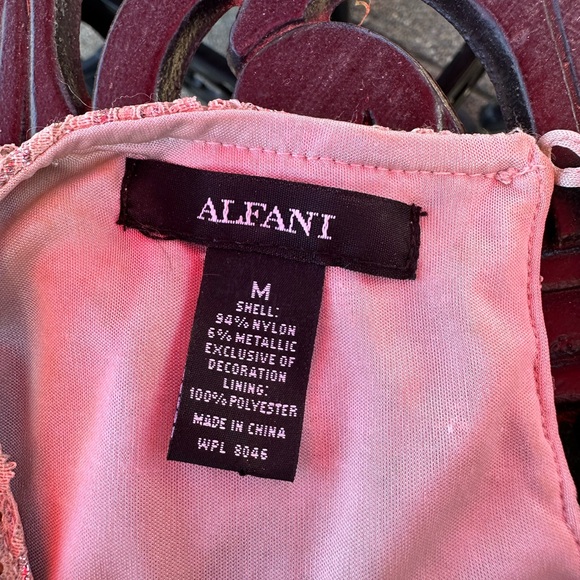 ALFANI
M
SHELL:
94% NYLON
6% METALLIC
EXCLUSIVE OF
DECORATION
LINING:
100% POLYESTER
MADE IN CHINA
WPL 8046